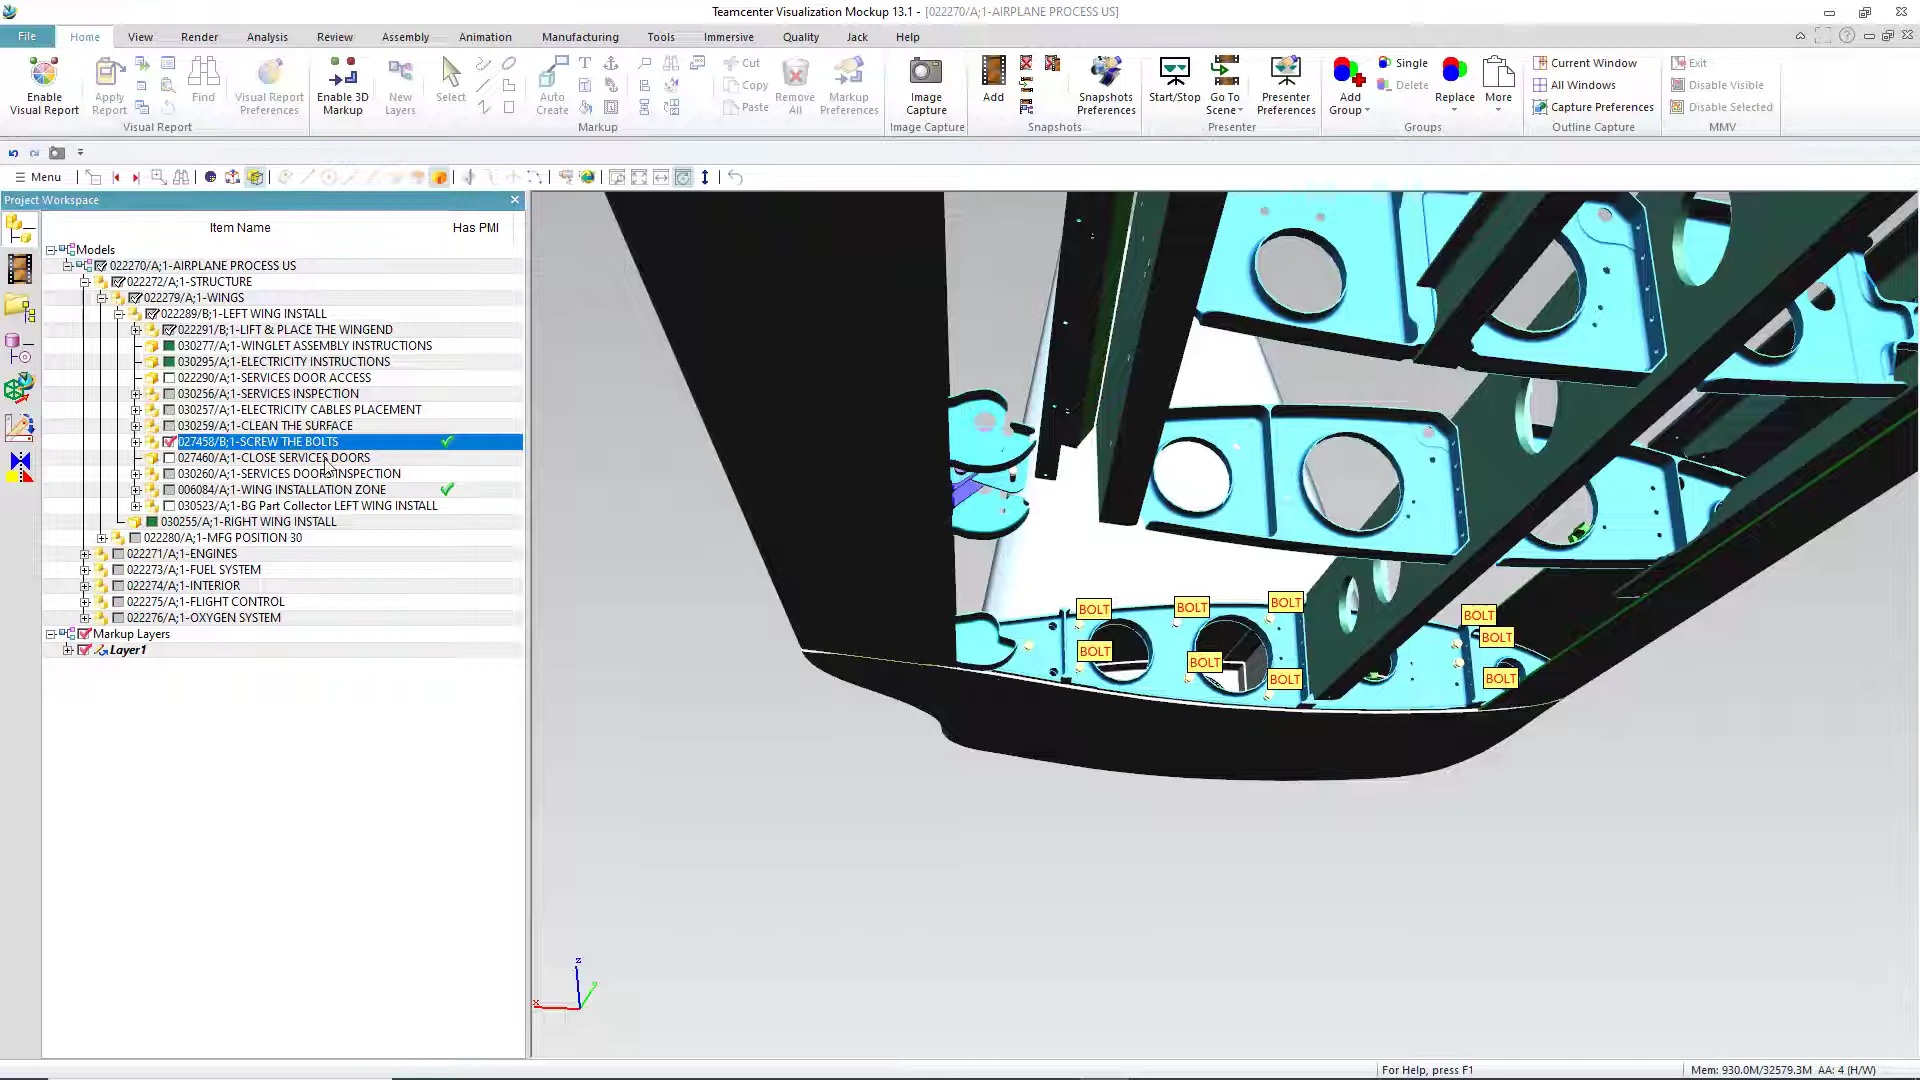 Teamcenter Visualization Mockup 13.1 - [022270/A;1-AIRPLANE PROCESS US]
File Home View Render Analysis Review Assembly Animation Manufacturing Tools Immersive Quality Jack Help
Enable Visual Report
Apply Report
Find
Visual Report Preferences
Visual Report
Enable 3D Markup
New Layers
Select
Auto Create
Cut
Copy
Paste
Remove All
Markup Preferences
Markup
Image Capture
Image Capture
Add
Snapshots Preferences
Snapshots
Start/Stop
Go To Scene
Presenter Preferences
Presenter
Add Group
Single
Delete
Replace
More
Groups
Current Window
All Windows
Capture Preferences
Outline Capture
Exit
Disable Visible
Disable Selected
MMV
Menu
Project Workspace
Item Name Has PMI
Models
022270/A;1-AIRPLANE PROCESS US
022272/A;1-STRUCTURE
022279/A;1-WINGS
022289/B;1-LEFT WING INSTALL
022291/B;1-LIFT & PLACE THE WINGEND
030277/A;1-WINGLET ASSEMBLY INSTRUCTIONS
030295/A;1-ELECTRICITY INSTRUCTIONS
022290/A;1-SERVICES DOOR ACCESS
030256/A;1-SERVICES INSPECTION
030257/A;1-ELECTRICITY CABLES PLACEMENT
030259/A;1-CLEAN THE SURFACE
027458/B;1-SCREW THE BOLTS
027460/A;1-CLOSE SERVICES DOORS
030260/A;1-SERVICES DOORS INSPECTION
006084/A;1-WING INSTALLATION ZONE
030523/A;1-BG Part Collector LEFT WING INSTALL
030255/A;1-RIGHT WING INSTALL
022280/A;1-MFG POSITION 30
022271/A;1-ENGINES
022273/A;1-FUEL SYSTEM
022274/A;1-INTERIOR
022275/A;1-FLIGHT CONTROL
022276/A;1-OXYGEN SYSTEM
Markup Layers
Layer1
BOLT
BOLT
BOLT
BOLT
BOLT
BOLT
BOLT
BOLT
BOLT
z
y
x
For Help, press F1
Mem: 930.0M/32579.3M AA: 4 (H/W)